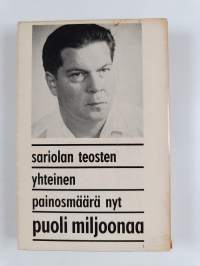 sariolan teosten
yhteinen
painosmäärä nyt
puoli miljoonaa